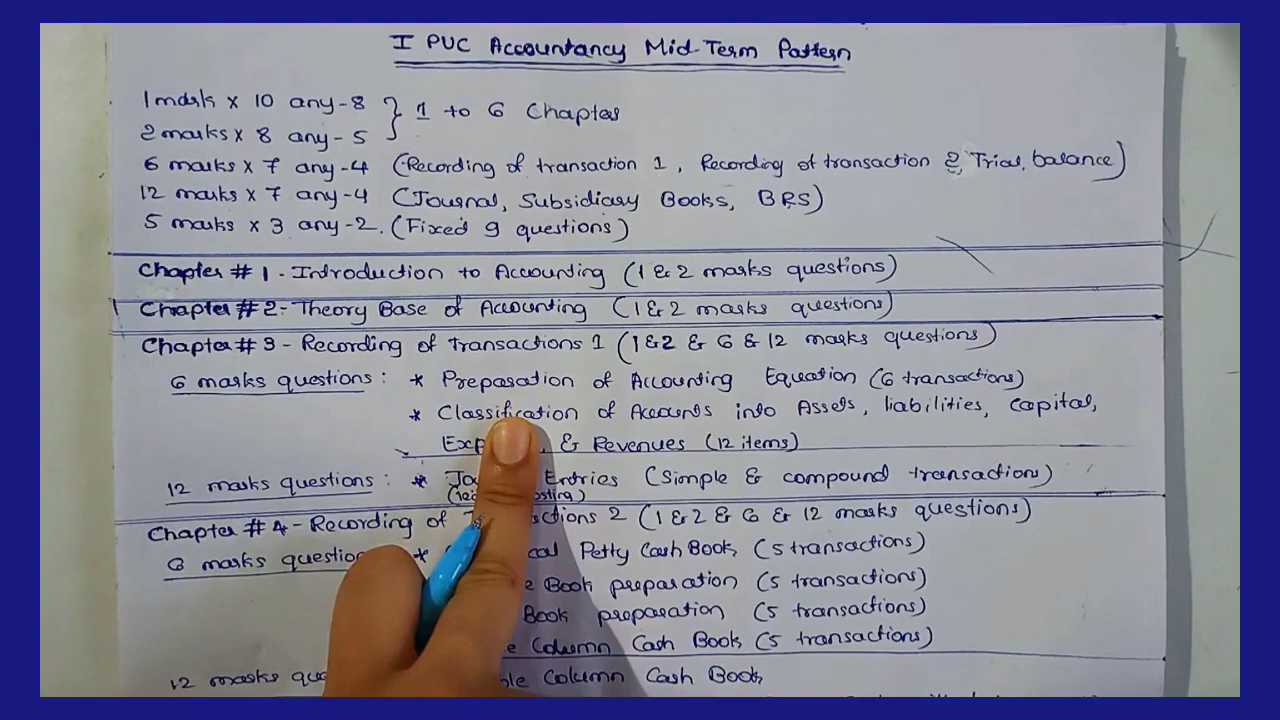 I PUC Accountancy Mid-Term Pattern
1 mark x 10 any-8 } 1 to 6 Chapter
2 marks x 8 any-5
6 marks x 7 any-4 (Recording of transaction 1, Recording of transaction 2, Trial balance)
12 marks x 7 any-4 (Journal, Subsidiary Books, BRS)
5 marks x 3 any-2. (Fixed 9 questions)
Chapter # 1 - Introduction to Accounting (1 & 2 marks questions)
Chapter # 2 - Theory Base of Accounting (1 & 2 marks questions)
Chapter # 3 - Recording of transactions 1 (1 & 2 & 6 & 12 marks questions)
6 marks questions : * Preparation of Accounting Equation (6 transactions)
* Classification of Accounts into Assets, liabilities, Capital,
& Revenues (12 items)
12 marks questions : * Entries (Simple & compound transaction)
Chapter # 4 - Recording of 2 (1 & 2 & 6 & 12 marks questions)
marks * Petty Cash Book (5 transactions)
Book preparation (5 transactions)
Book preparation (5 transactions)
Column Cash Book (5 transactions)
12 marks Column Cash Book